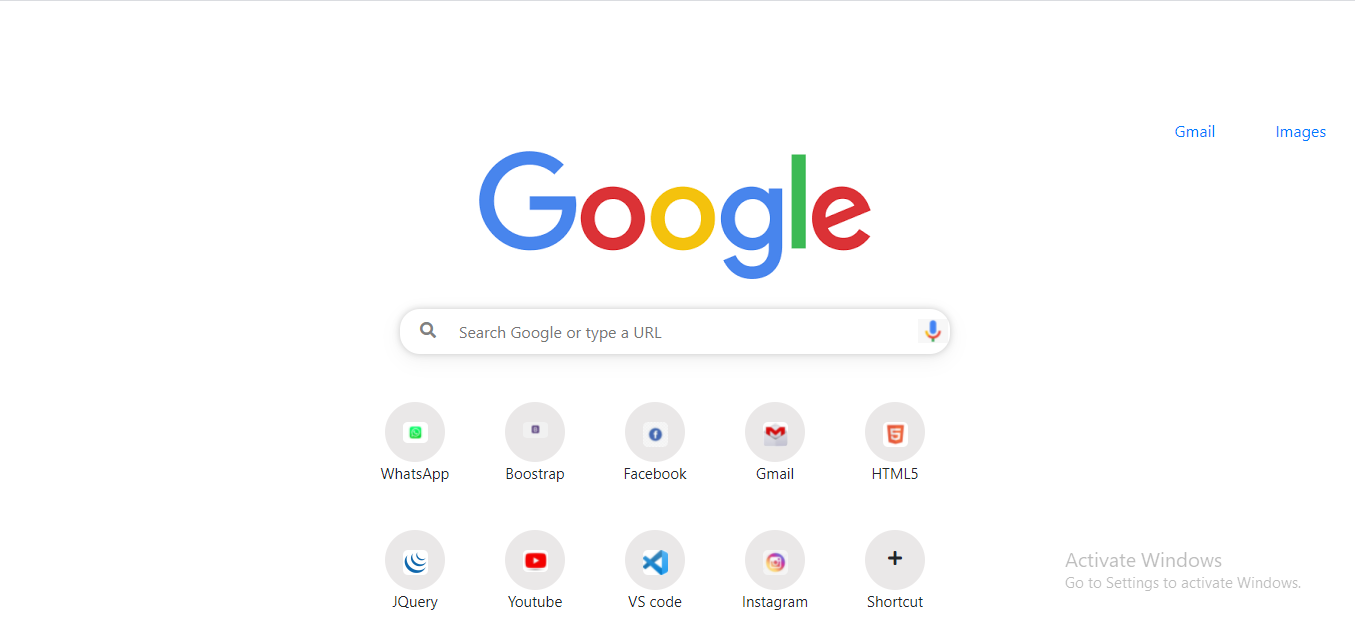 Gmail Images
Google
Search Google or type a URL
WhatsApp Boostrap Facebook Gmail HTML5
JQuery Youtube VS code Instagram Shortcut
Activate Windows
Go to Settings to activate Windows.